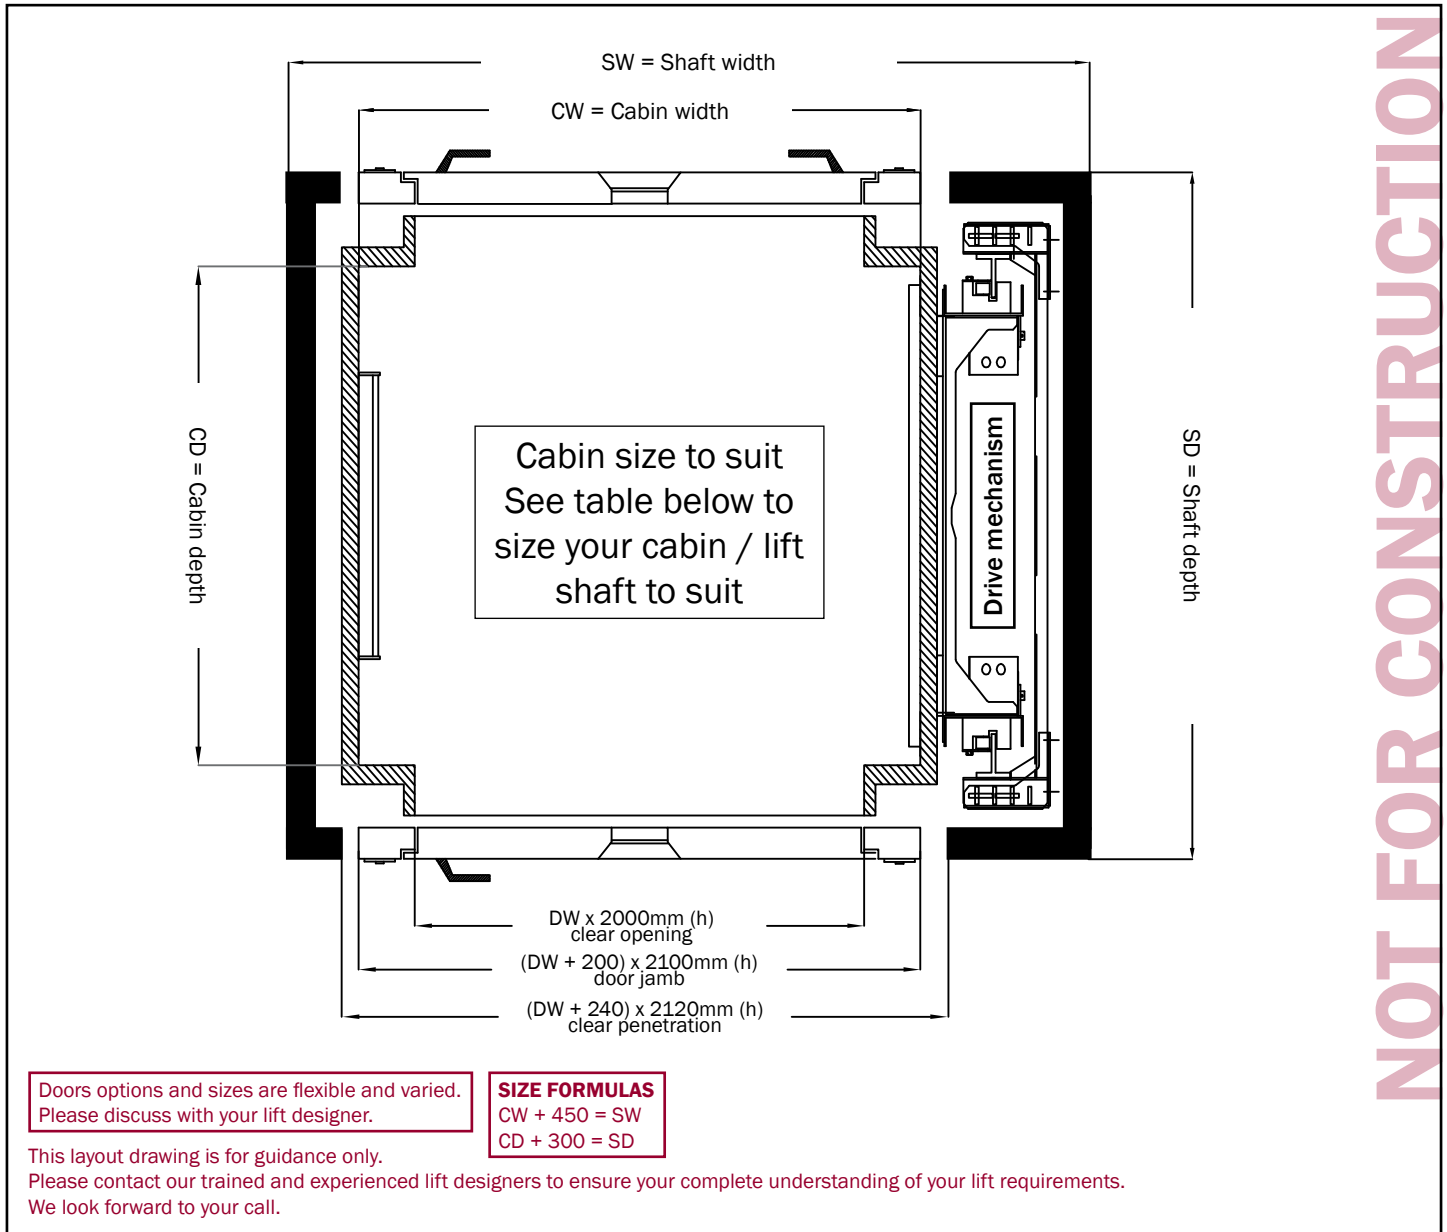 SW = Shaft width
CW = Cabin width
NOT FOR CONSTRUCTION
CD = Cabin depth
Cabin size to suit
See table below to
size your cabin / lift
shaft to suit
Drive mechanism
SD = Shaft depth
DW x 2000mm (h)
clear opening
(DW + 200) x 2100mm (h)
door jamb
(DW + 240) x 2120mm (h)
clear penetration
Doors options and sizes are flexible and varied.
Please discuss with your lift designer.
SIZE FORMULAS
CW + 450 = SW
CD + 300 = SD
This layout drawing is for guidance only.
Please contact our trained and experienced lift designers to ensure your complete understanding of your lift requirements.
We look forward to your call.